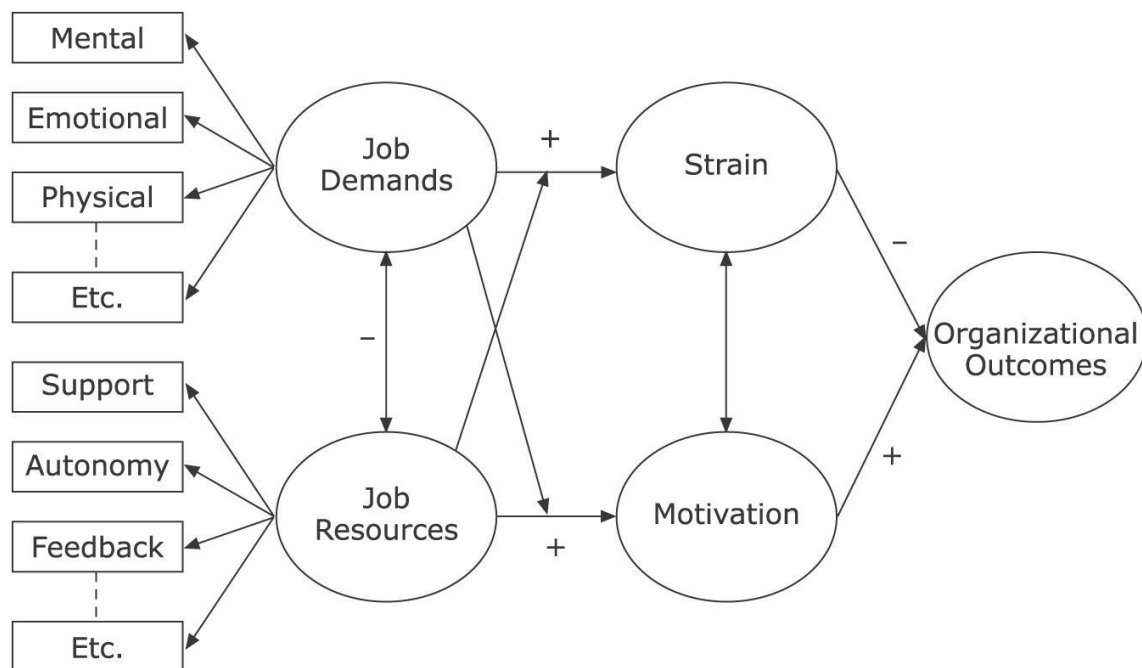 Mental
Emotional
Physical
Etc.
Support
Autonomy
Feedback
Etc.
Job
Demands
Job
Resources
+
–
+
Strain
Motivation
–
+
Organizational
Outcomes